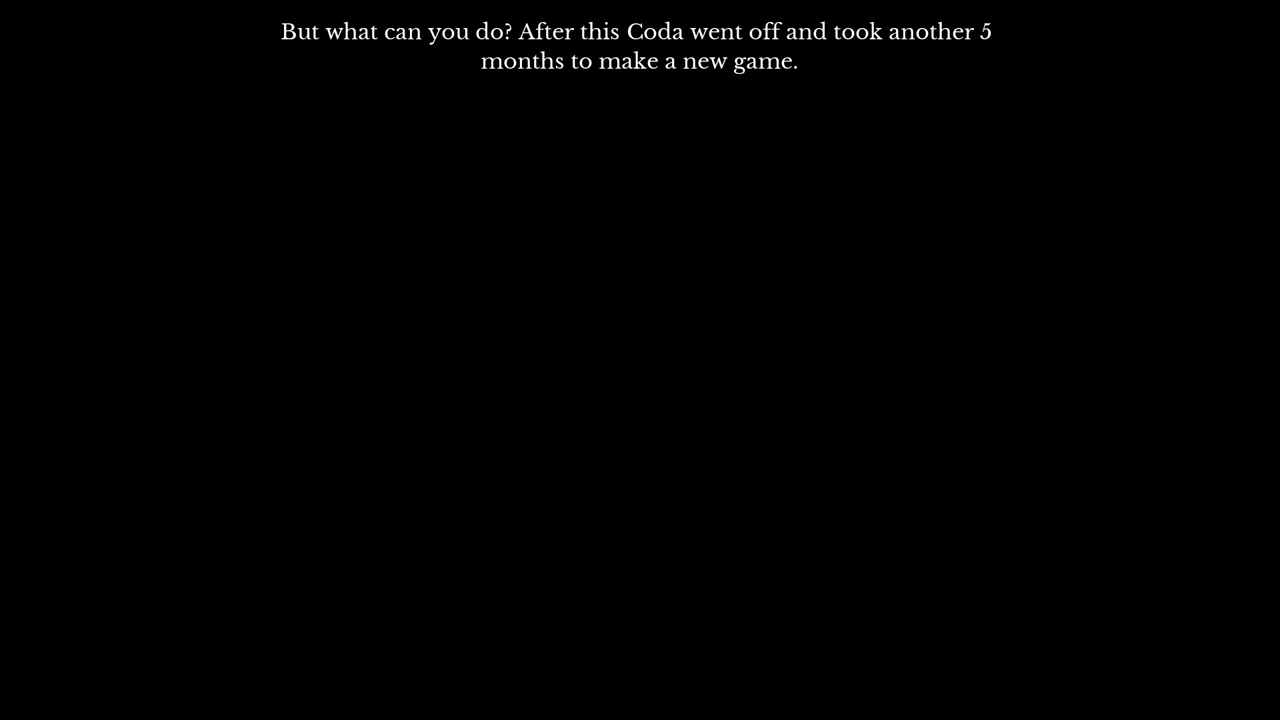 But what can you do? After this Coda went off and took another 5
months to make a new game.